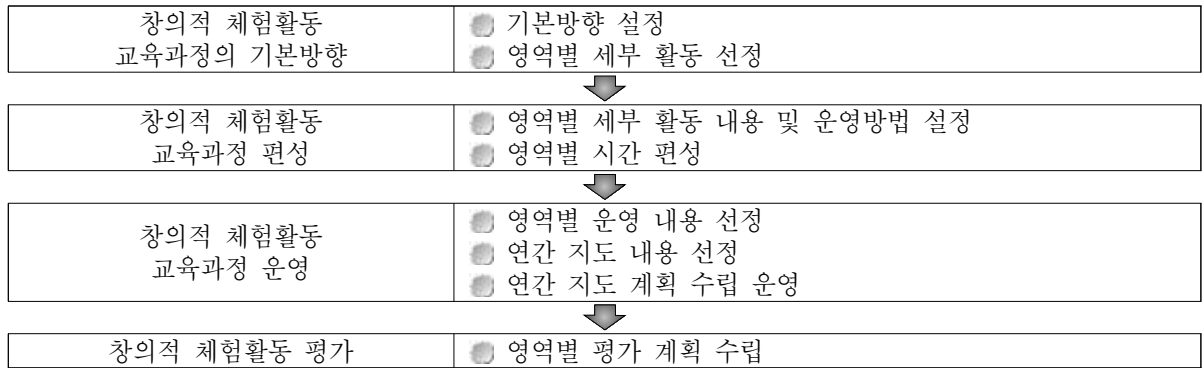 창의적 체험활동
교육과정의 기본방향
기본방향 설정
영역별 세부 활동 선정
창의적 체험활동
교육과정 편성
영역별 세부 활동 내용 및 운영방법 설정
영역별 시간 편성
창의적 체험활동
교육과정 운영
영역별 운영 내용 선정
연간 지도 내용 선정
연간 지도 계획 수립 운영
창의적 체험활동 평가
영역별 평가 계획 수립